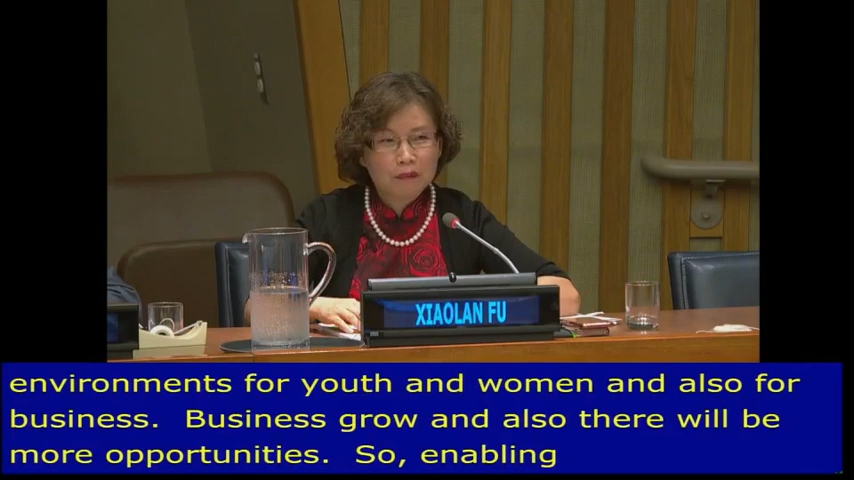 XIAOLAN FU
environments for youth and women and also for
business.  Business grow and also there will be
more opportunities.  So, enabling